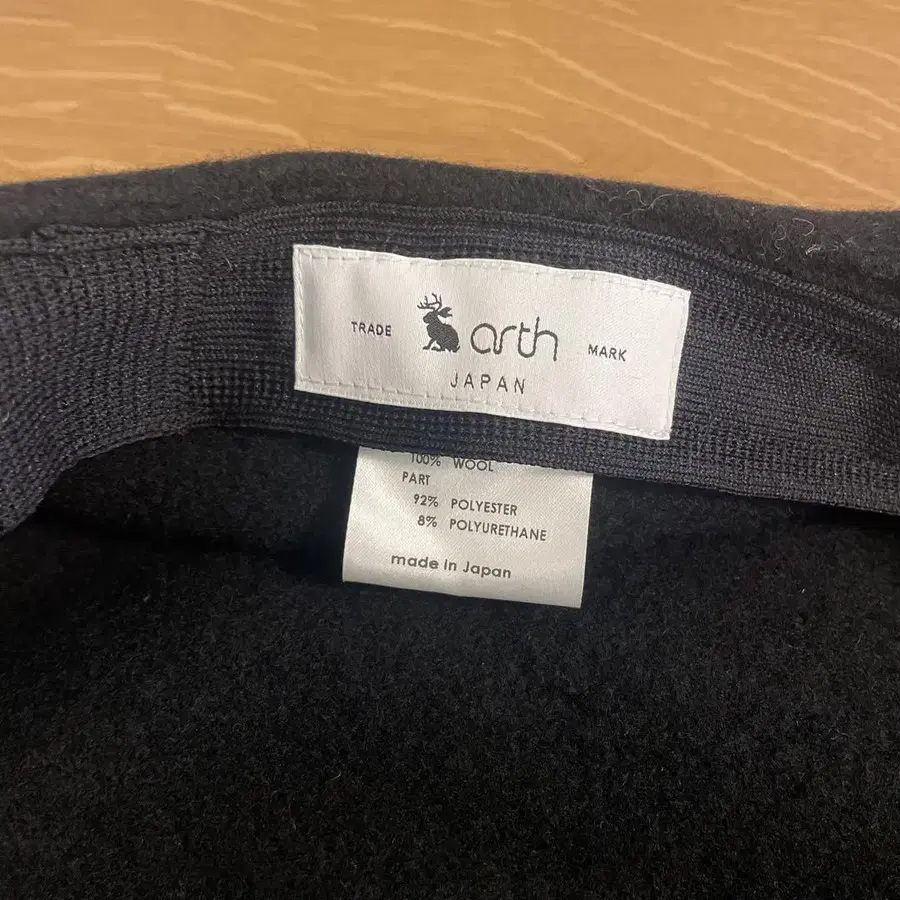 TRADE arth MARK
JAPAN
100% WOOL
PART
92% POLYESTER
8% POLYURETHANE
made in Japan